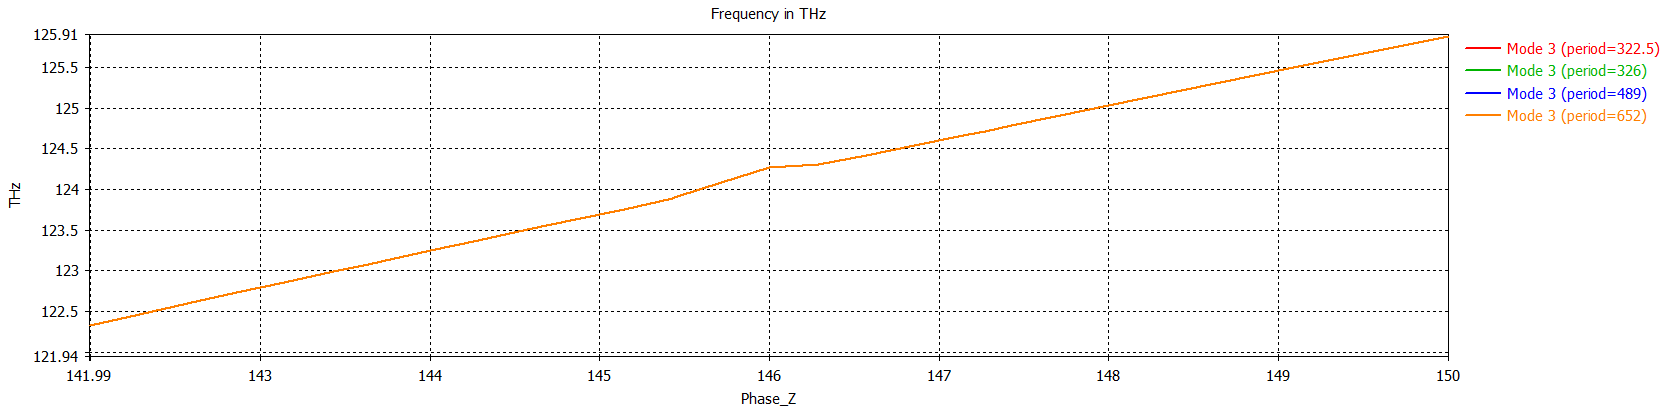 Frequency in THz
125.91
125.5
125
124.5
124
123.5
123
122.5
121.94
THz
141.99
143
144
145
146
147
148
149
150
Phase_Z
Mode 3 (period=322.5)
Mode 3 (period=326)
Mode 3 (period=489)
Mode 3 (period=652)